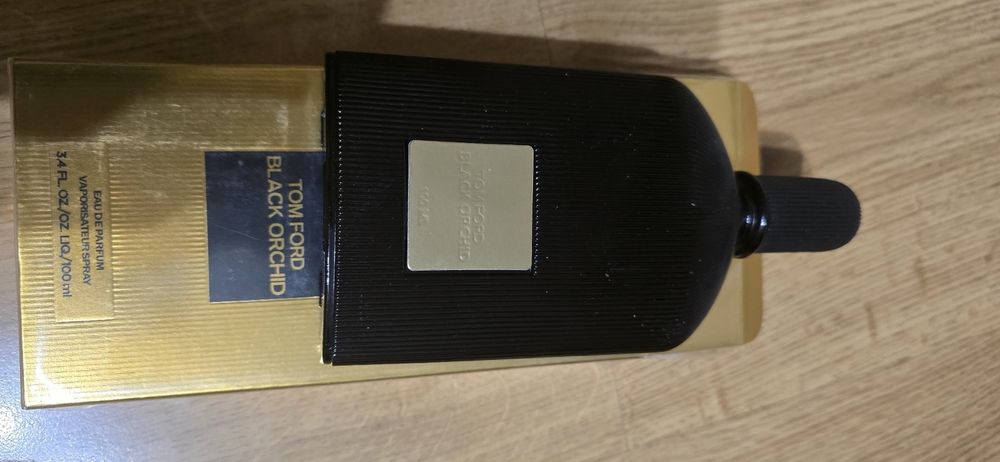 TOM FORD
BLACK ORCHID
EAU DE PARFUM
VAPORISATEUR SPRAY
3.4 FL. OZ./OZ. LIQ./100 ml
TOM FORD
BLACK ORCHID